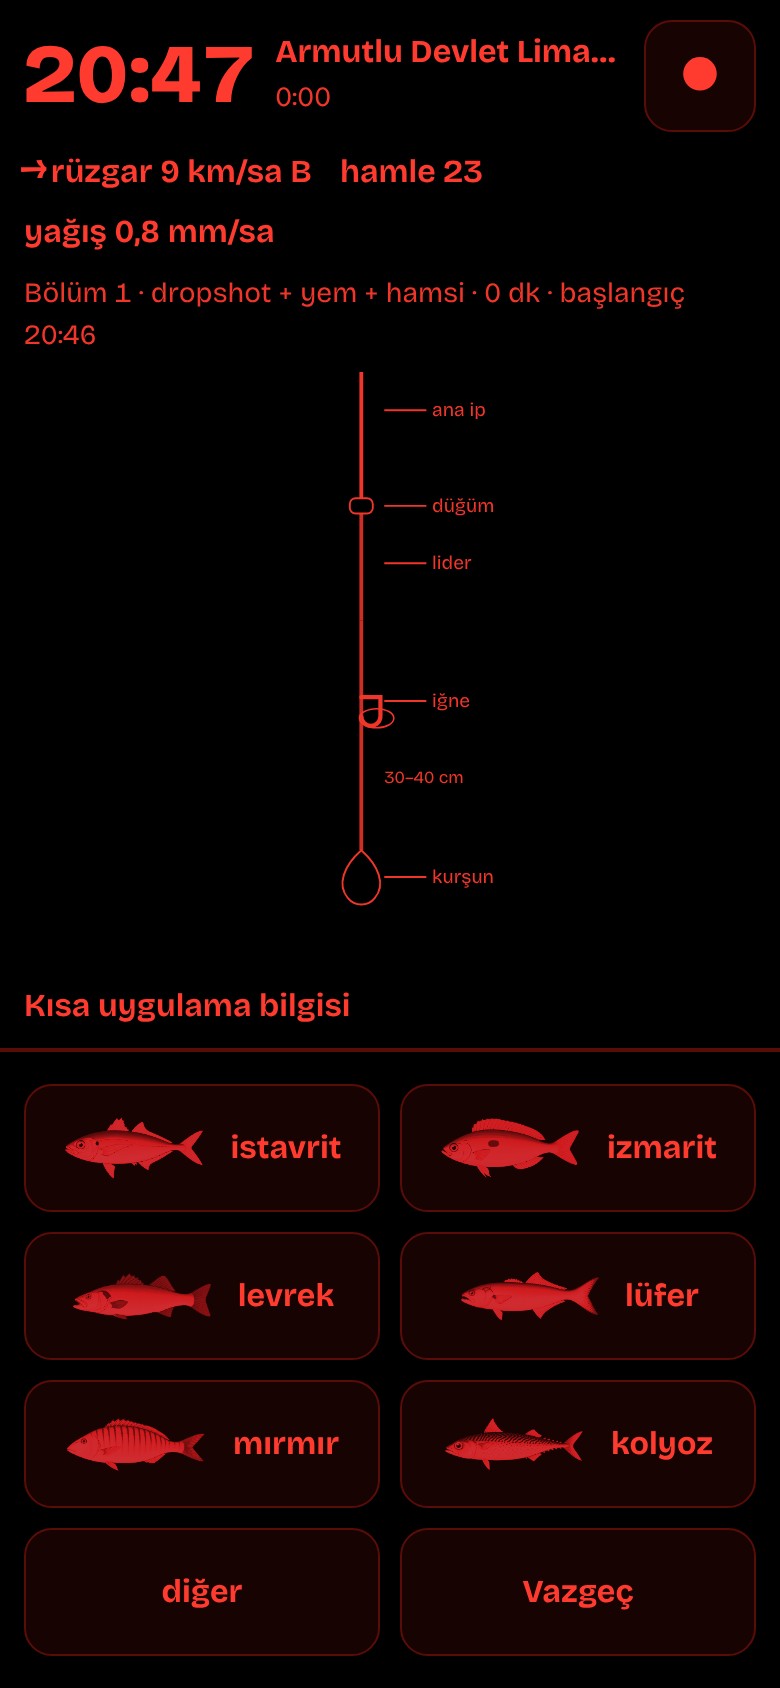 20:47
Armutlu Devlet Lima...
0:00
→rüzgar 9 km/sa B hamle 23
yağış 0,8 mm/sa
Bölüm 1 · dropshot + yem + hamsi · 0 dk · başlangıç
20:46
ana ip
düğüm
lider
iğne
30–40 cm
kurşun
Kısa uygulama bilgisi
istavrit
izmarit
levrek
lüfer
mırmır
kolyoz
diğer
Vazgeç